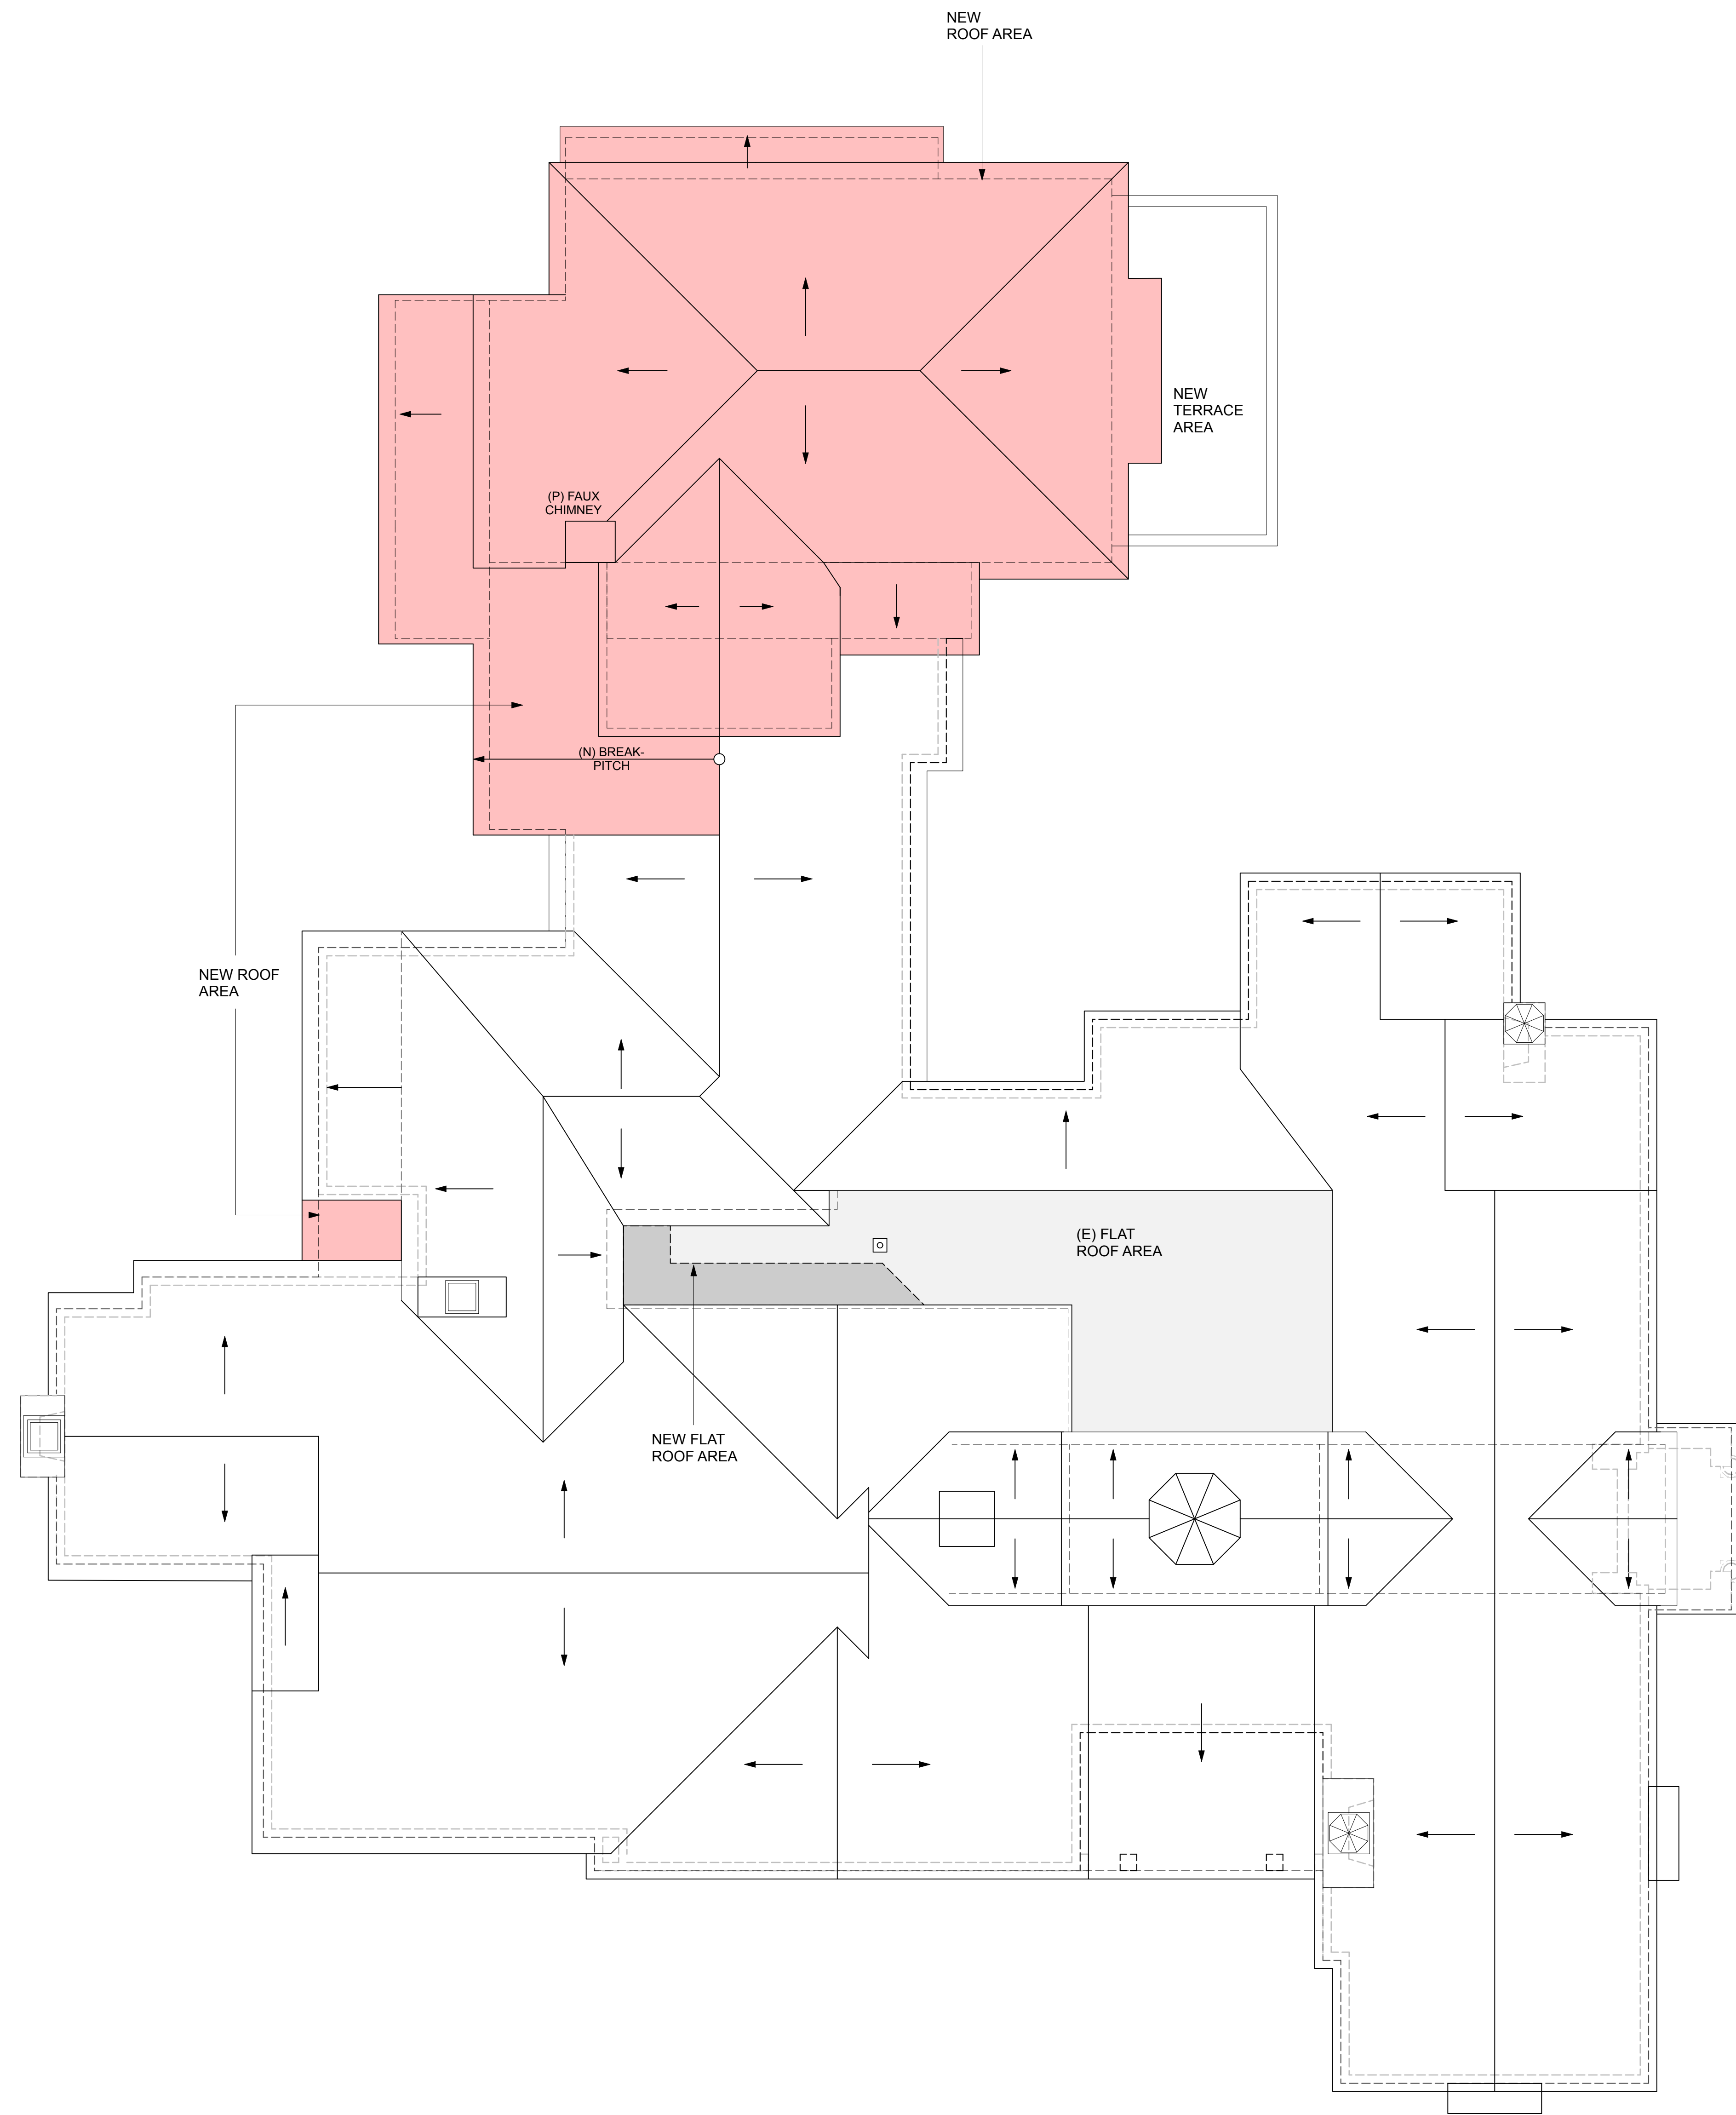 NEW
ROOF AREA
NEW
TERRACE
AREA
(P) FAUX
CHIMNEY
(N) BREAK-
PITCH
NEW ROOF
AREA
(E) FLAT
ROOF AREA
NEW FLAT
ROOF AREA